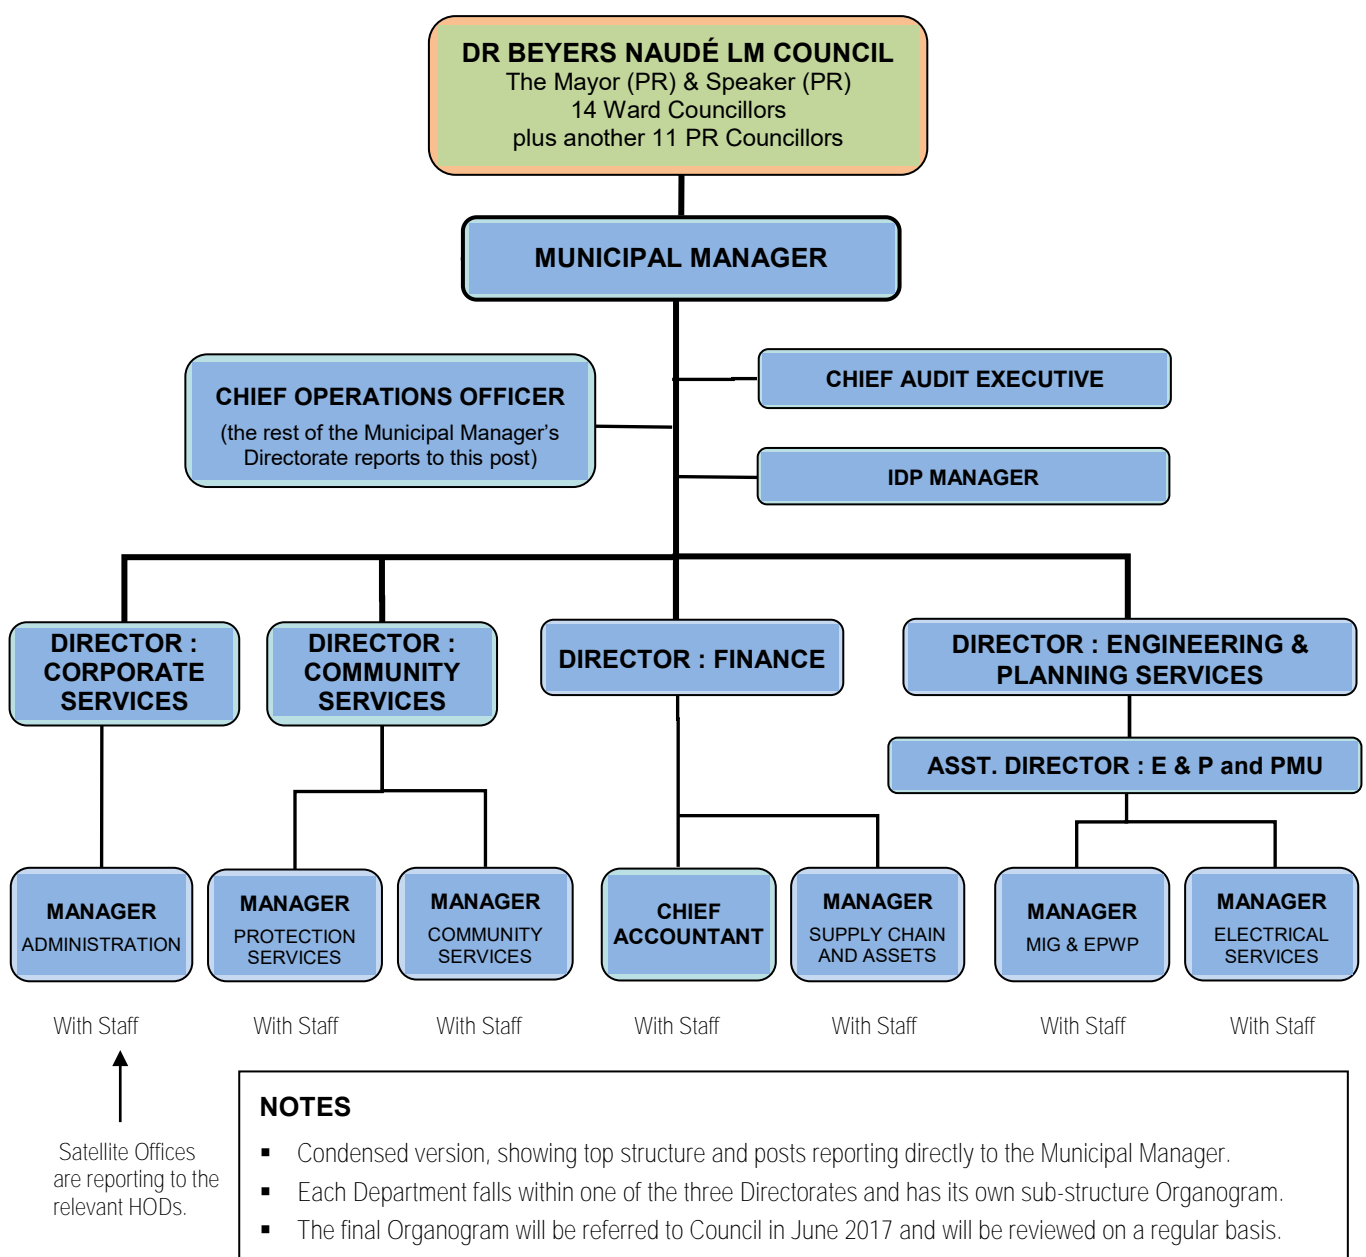 DR BEYERS NAUDÉ LM COUNCIL
The Mayor (PR) & Speaker (PR)
14 Ward Councillors
plus another 11 PR Councillors
MUNICIPAL MANAGER
CHIEF OPERATIONS OFFICER
(the rest of the Municipal Manager’s
Directorate reports to this post)
CHIEF AUDIT EXECUTIVE
IDP MANAGER
DIRECTOR :
CORPORATE
SERVICES
DIRECTOR :
COMMUNITY
SERVICES
DIRECTOR : FINANCE
DIRECTOR : ENGINEERING &
PLANNING SERVICES
ASST. DIRECTOR : E & P and PMU
MANAGER
ADMINISTRATION
MANAGER
PROTECTION
SERVICES
MANAGER
COMMUNITY
SERVICES
CHIEF
ACCOUNTANT
MANAGER
SUPPLY CHAIN
AND ASSETS
MANAGER
MIG & EPWP
MANAGER
ELECTRICAL
SERVICES
With Staff
With Staff
With Staff
With Staff
With Staff
With Staff
With Staff
Satellite Offices
are reporting to the
relevant HODs.
NOTES
▪ Condensed version, showing top structure and posts reporting directly to the Municipal Manager.
▪ Each Department falls within one of the three Directorates and has its own sub-structure Organogram.
▪ The final Organogram will be referred to Council in June 2017 and will be reviewed on a regular basis.